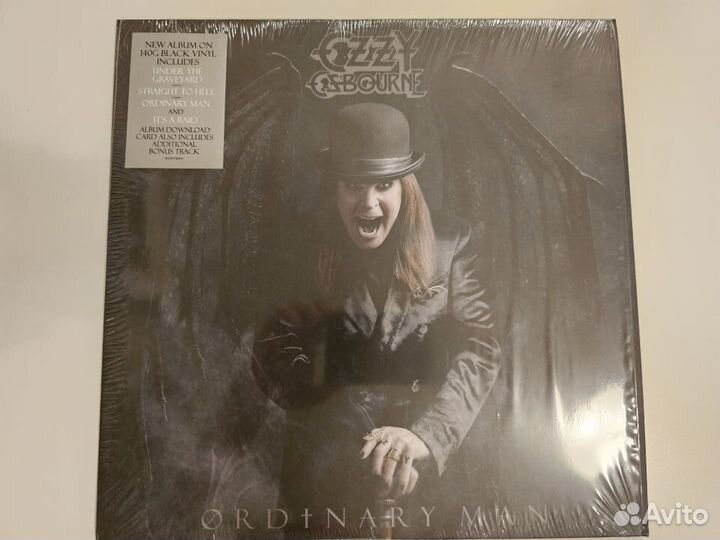 NEW ALBUM ON
140G BLACK VINYL
INCLUDES
UNDER THE
GRAVEYARD
STRAIGHT TO HELL
ORDINARY MAN
AND
IT'S A RAID
ALBUM DOWNLOAD
CARD ALSO INCLUDES
ADDITIONAL
BONUS TRACK
OZZY
OSBOURNE
ORDINARY MAN
Avito